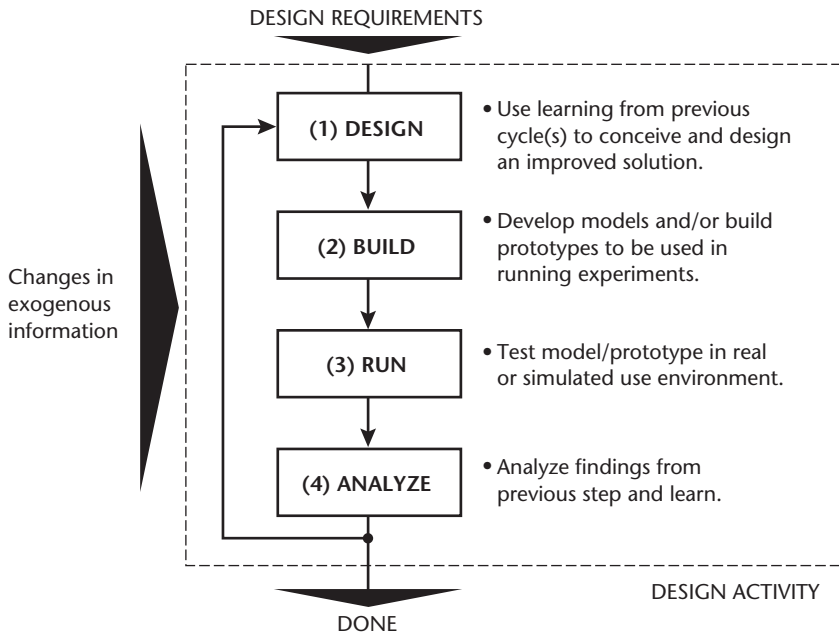 DESIGN REQUIREMENTS
(1) DESIGN
• Use learning from previous
cycle(s) to conceive and design
an improved solution.
(2) BUILD
• Develop models and/or build
prototypes to be used in
running experiments.
Changes in
exogenous
information
(3) RUN
• Test model/prototype in real
or simulated use environment.
(4) ANALYZE
• Analyze findings from
previous step and learn.
DESIGN ACTIVITY
DONE